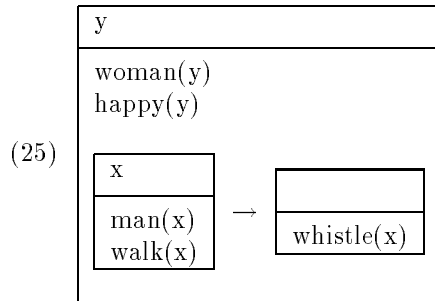 y
woman(y)
happy(y)
(25)
x
man(x)
walk(x)
→
whistle(x)